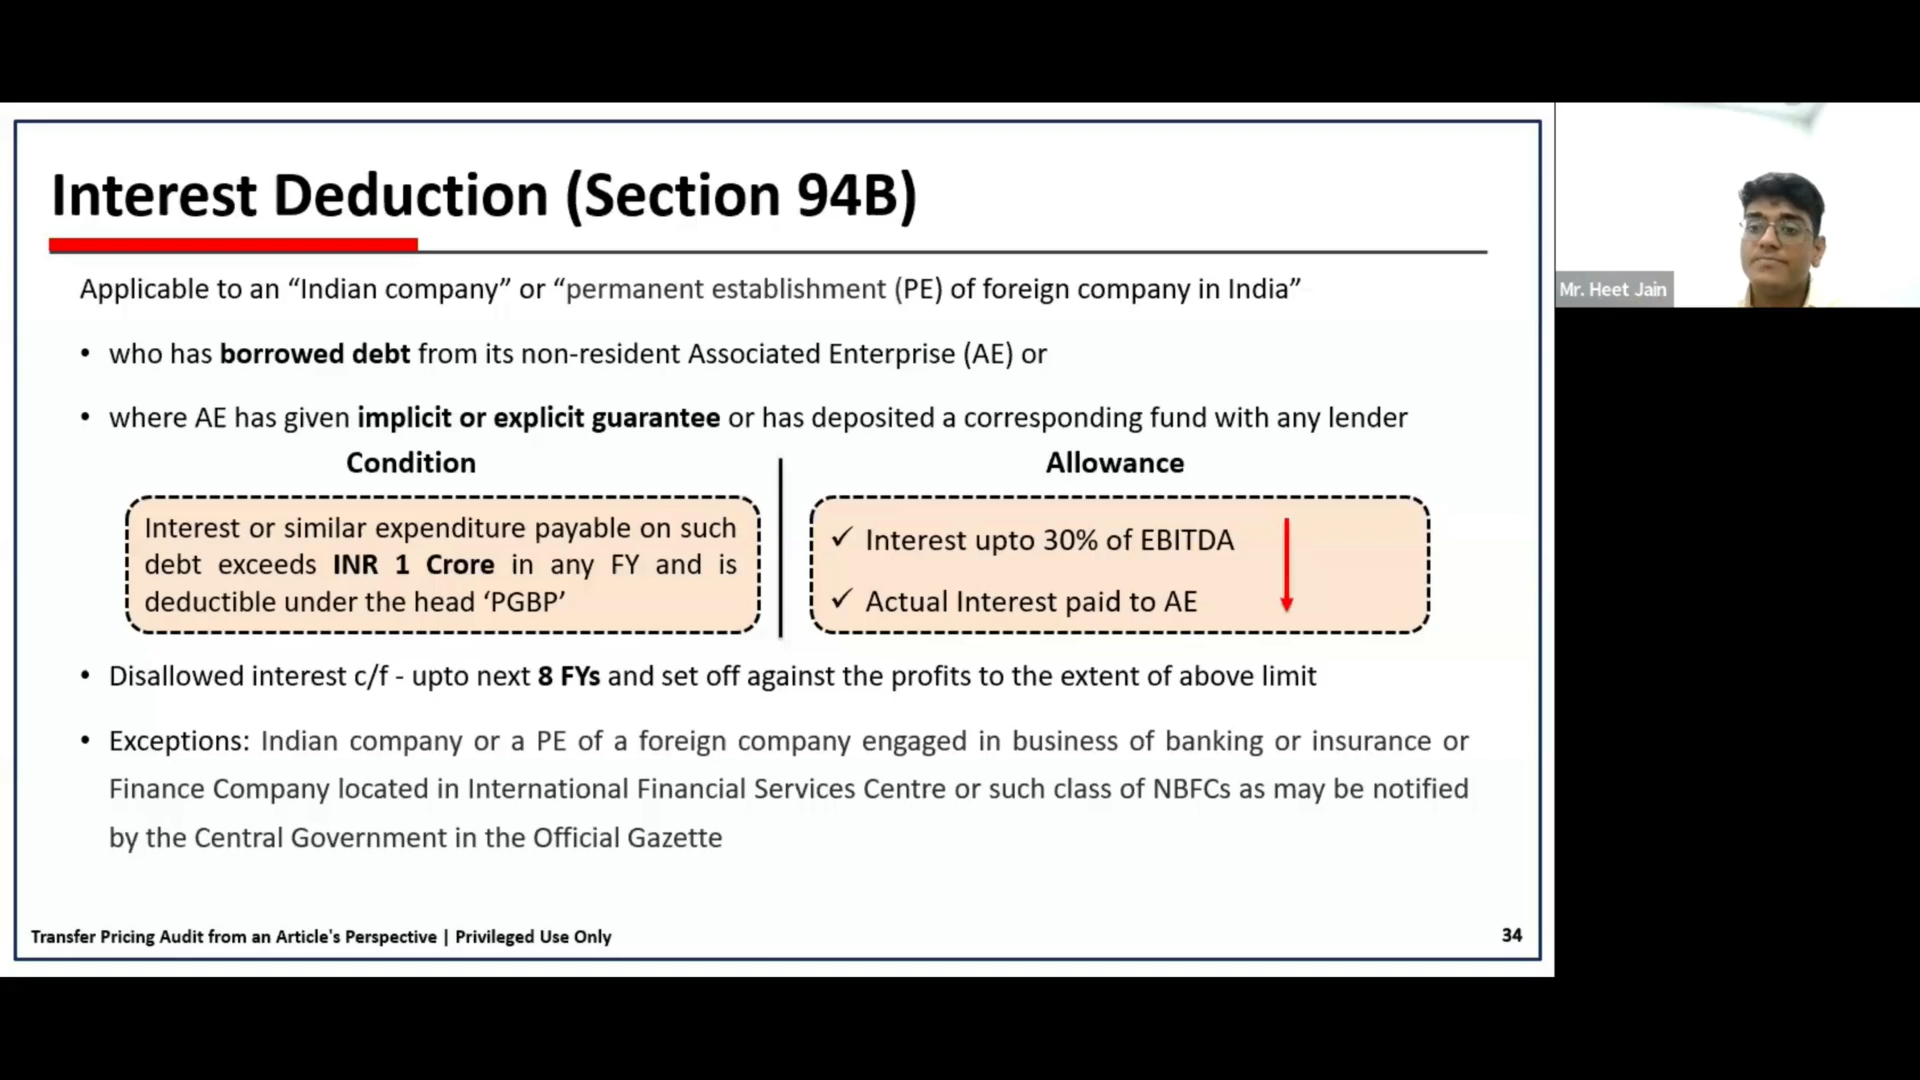 Interest Deduction (Section 94B)
Applicable to an “Indian company” or “permanent establishment (PE) of foreign company in India”
• who has borrowed debt from its non-resident Associated Enterprise (AE) or
• where AE has given implicit or explicit guarantee or has deposited a corresponding fund with any lender
Condition
Interest or similar expenditure payable on such
debt exceeds INR 1 Crore in any FY and is
deductible under the head ‘PGBP’
Allowance
✓ Interest upto 30% of EBITDA
✓ Actual Interest paid to AE
• Disallowed interest c/f - upto next 8 FYs and set off against the profits to the extent of above limit
• Exceptions: Indian company or a PE of a foreign company engaged in business of banking or insurance or
Finance Company located in International Financial Services Centre or such class of NBFCs as may be notified
by the Central Government in the Official Gazette
Transfer Pricing Audit from an Article's Perspective | Privileged Use Only
34
Mr. Heet Jain